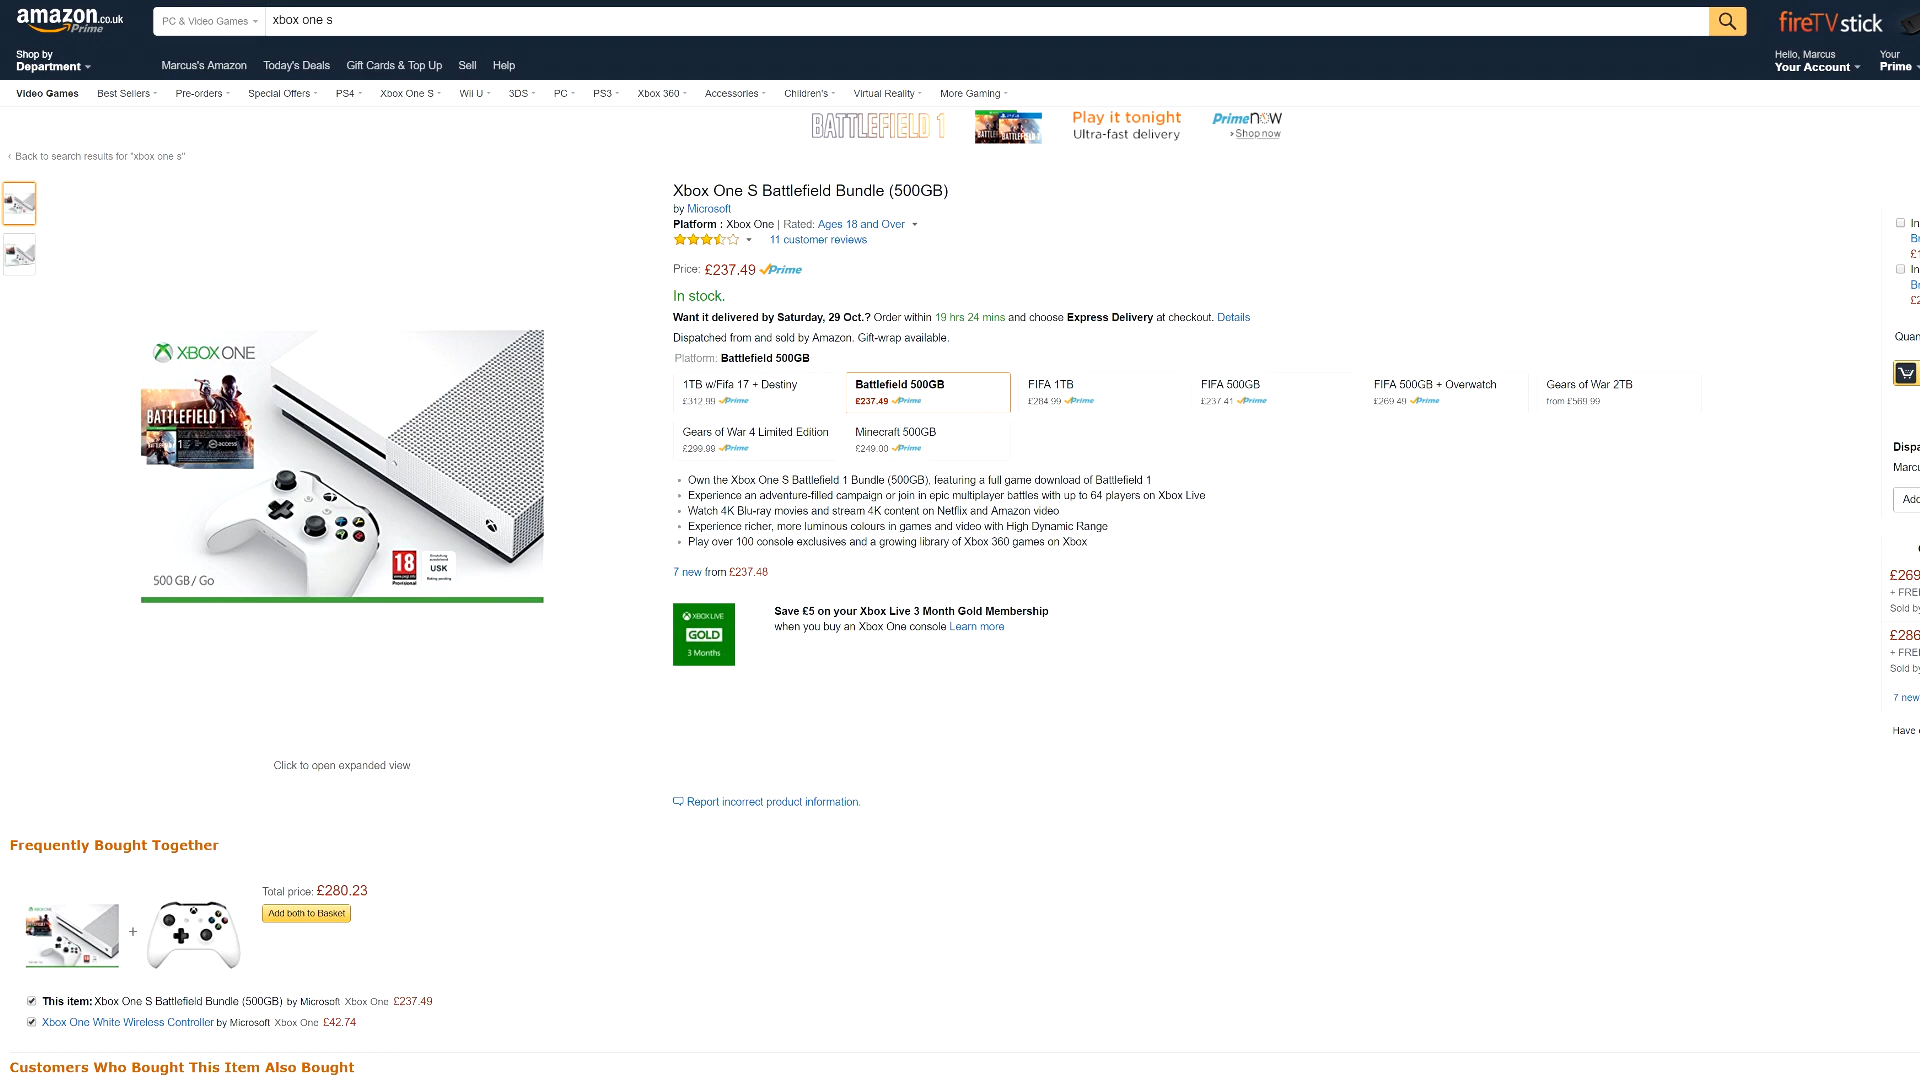 amazon.co.uk
Prime
PC & Video Games
xbox one s
fireTVstick
Shop by
Department
Marcus's Amazon
Today's Deals
Gift Cards & Top Up
Sell
Help
Hello, Marcus
Your Account
Your
Prime
Video Games
Best Sellers
Pre-orders
Special Offers
PS4
Xbox One S
Wii U
3DS
PC
PS3
Xbox 360
Accessories
Children's
Virtual Reality
More Gaming
BATTLEFIELD 1
Play it tonight
Ultra-fast delivery
PrimeNOW
Shop now
‹ Back to search results for "xbox one s"
Xbox One S Battlefield Bundle (500GB)
by Microsoft
Platform : Xbox One | Rated: Ages 18 and Over
11 customer reviews
Price: £237.49 Prime
In stock.
Want it delivered by Saturday, 29 Oct.? Order within 19 hrs 24 mins and choose Express Delivery at checkout. Details
Dispatched from and sold by Amazon. Gift-wrap available.
Platform: Battlefield 500GB
1TB w/Fifa 17 + Destiny
£312.99 Prime
Battlefield 500GB
£237.49 Prime
FIFA 1TB
£284.99 Prime
FIFA 500GB
£237.41 Prime
FIFA 500GB + Overwatch
£269.49 Prime
Gears of War 2TB
from £569.99
Gears of War 4 Limited Edition
£299.99 Prime
Minecraft 500GB
£249.00 Prime
Own the Xbox One S Battlefield 1 Bundle (500GB), featuring a full game download of Battlefield 1
Experience an adventure-filled campaign or join in epic multiplayer battles with up to 64 players on Xbox Live
Watch 4K Blu-ray movies and stream 4K content on Netflix and Amazon video
Experience richer, more luminous colours in games and video with High Dynamic Range
Play over 100 console exclusives and a growing library of Xbox 360 games on Xbox
7 new from £237.48
XBOX LIVE
GOLD
3 Months
Save £5 on your Xbox Live 3 Month Gold Membership
when you buy an Xbox One console Learn more
XBOX ONE
BATTLEFIELD 1
500 GB/ Go
18
USK
Click to open expanded view
Report incorrect product information.
In
Br
In
Br
Quan
Dispa
Marcu
Add
£269
+ FREE
Sold by
£286
+ FREE
Sold by
7 new
Have
Frequently Bought Together
Total price: £280.23
Add both to Basket
+
This item: Xbox One S Battlefield Bundle (500GB) by Microsoft Xbox One £237.49
Xbox One White Wireless Controller by Microsoft Xbox One £42.74
Customers Who Bought This Item Also Bought